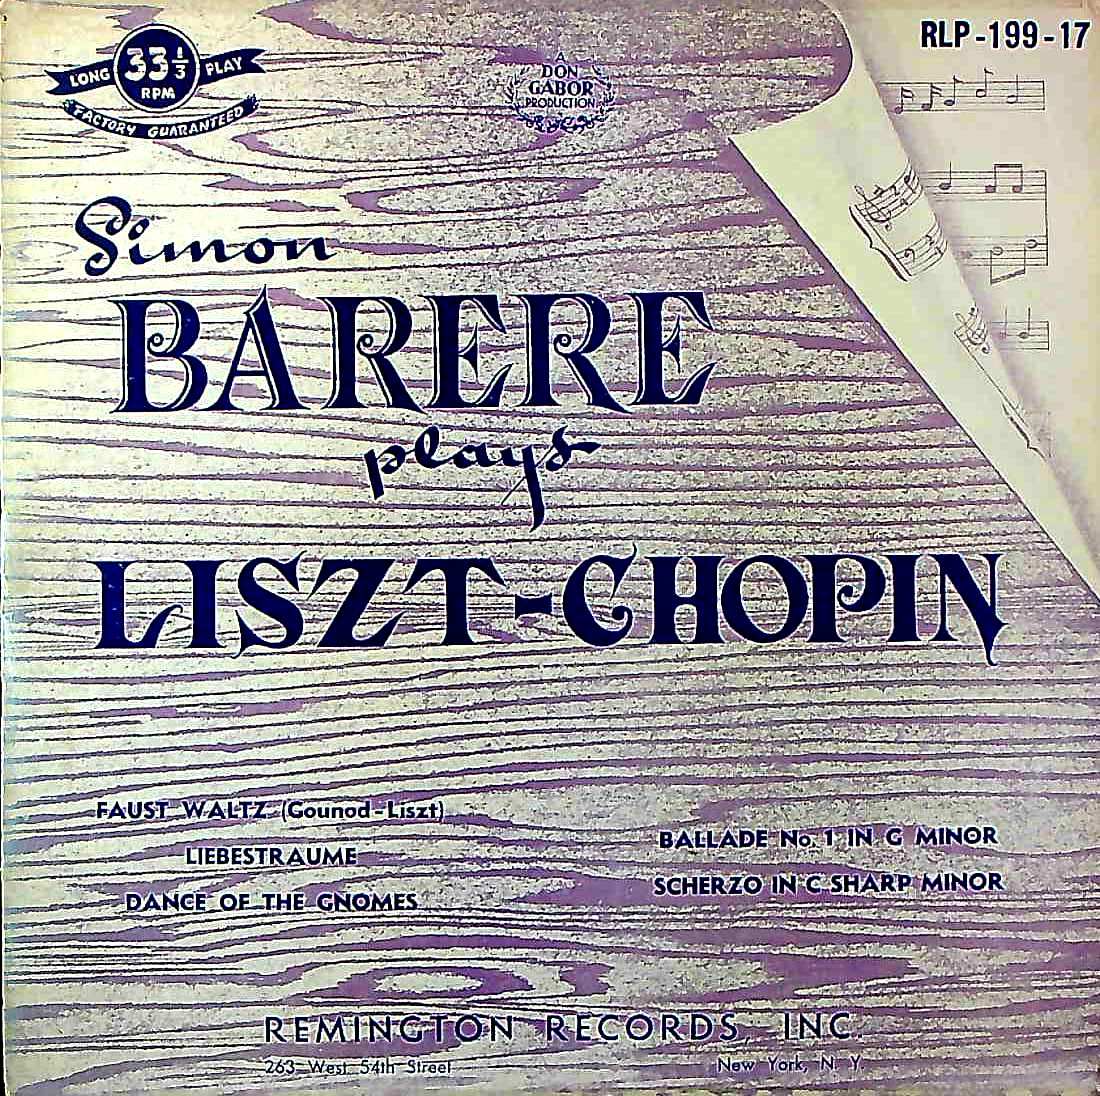 RLP-199-17
LONG 33 1/3 PLAY
RPM
FACTORY GUARANTEED
A
DON
GABOR
PRODUCTION
Simon
BARERE
plays
LISZT-CHOPIN
FAUST WALTZ (Gounod-Liszt)
LIEBESTRAUME
DANCE OF THE GNOMES
BALLADE No. 1 IN G MINOR
SCHERZO IN C SHARP MINOR
REMINGTON RECORDS, INC.
263 West 54th Street New York, N. Y.